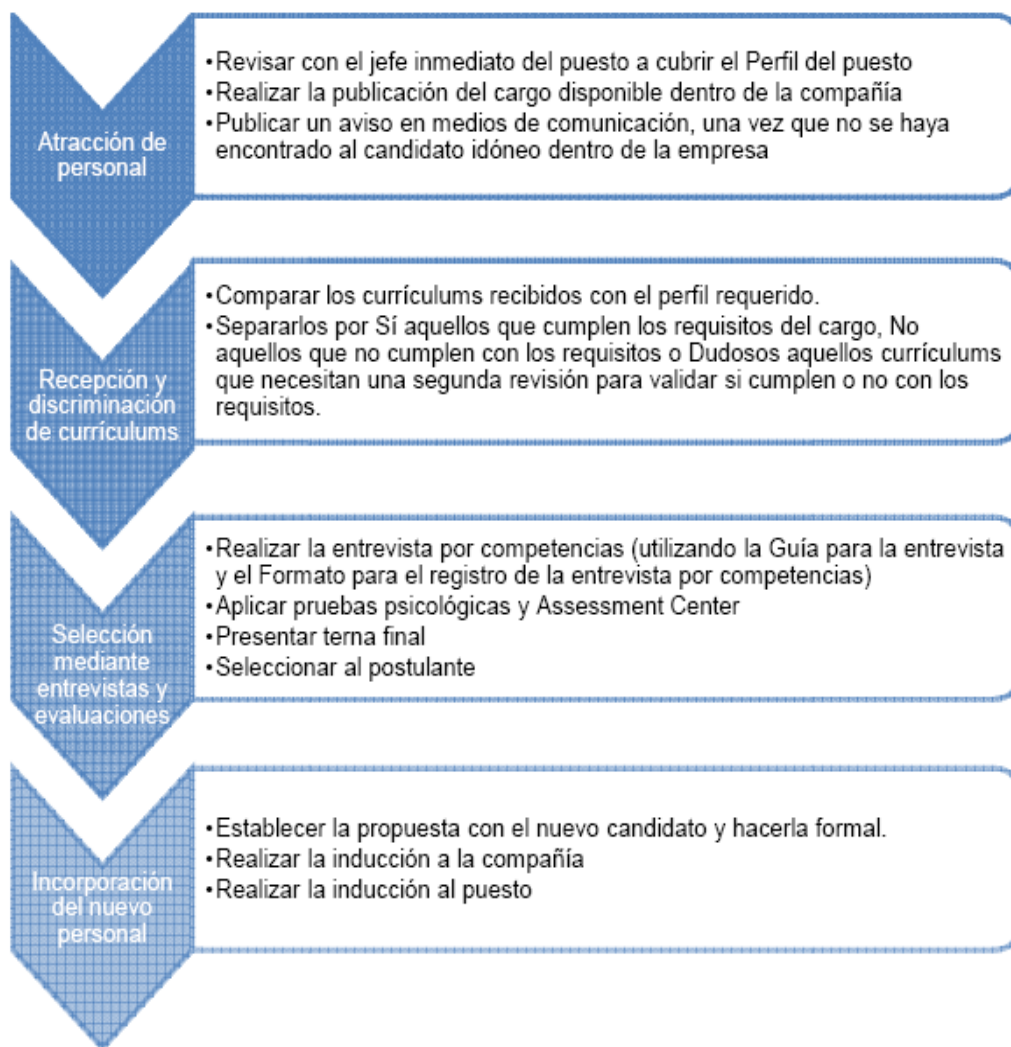 Atracción de
personal
•Revisar con el jefe inmediato del puesto a cubrir el Perfil del puesto
•Realizar la publicación del cargo disponible dentro de la compañía
•Publicar un aviso en medios de comunicación, una vez que no se haya
encontrado al candidato idóneo dentro de la empresa
Recepción y
discriminación
de currículums
•Comparar los currículums recibidos con el perfil requerido.
•Separarlos por Sí aquellos que cumplen los requisitos del cargo, No
aquellos que no cumplen con los requisitos o Dudosos aquellos currículums
que necesitan una segunda revisión para validar si cumplen o no con los
requisitos.
Selección
mediante
entrevistas y
evaluaciones
•Realizar la entrevista por competencias (utilizando la Guía para la entrevista
y el Formato para el registro de la entrevista por competencias)
•Aplicar pruebas psicológicas y Assessment Center
•Presentar terna final
•Seleccionar al postulante
Incorporación
del nuevo
personal
•Establecer la propuesta con el nuevo candidato y hacerla formal.
•Realizar la inducción a la compañía
•Realizar la inducción al puesto